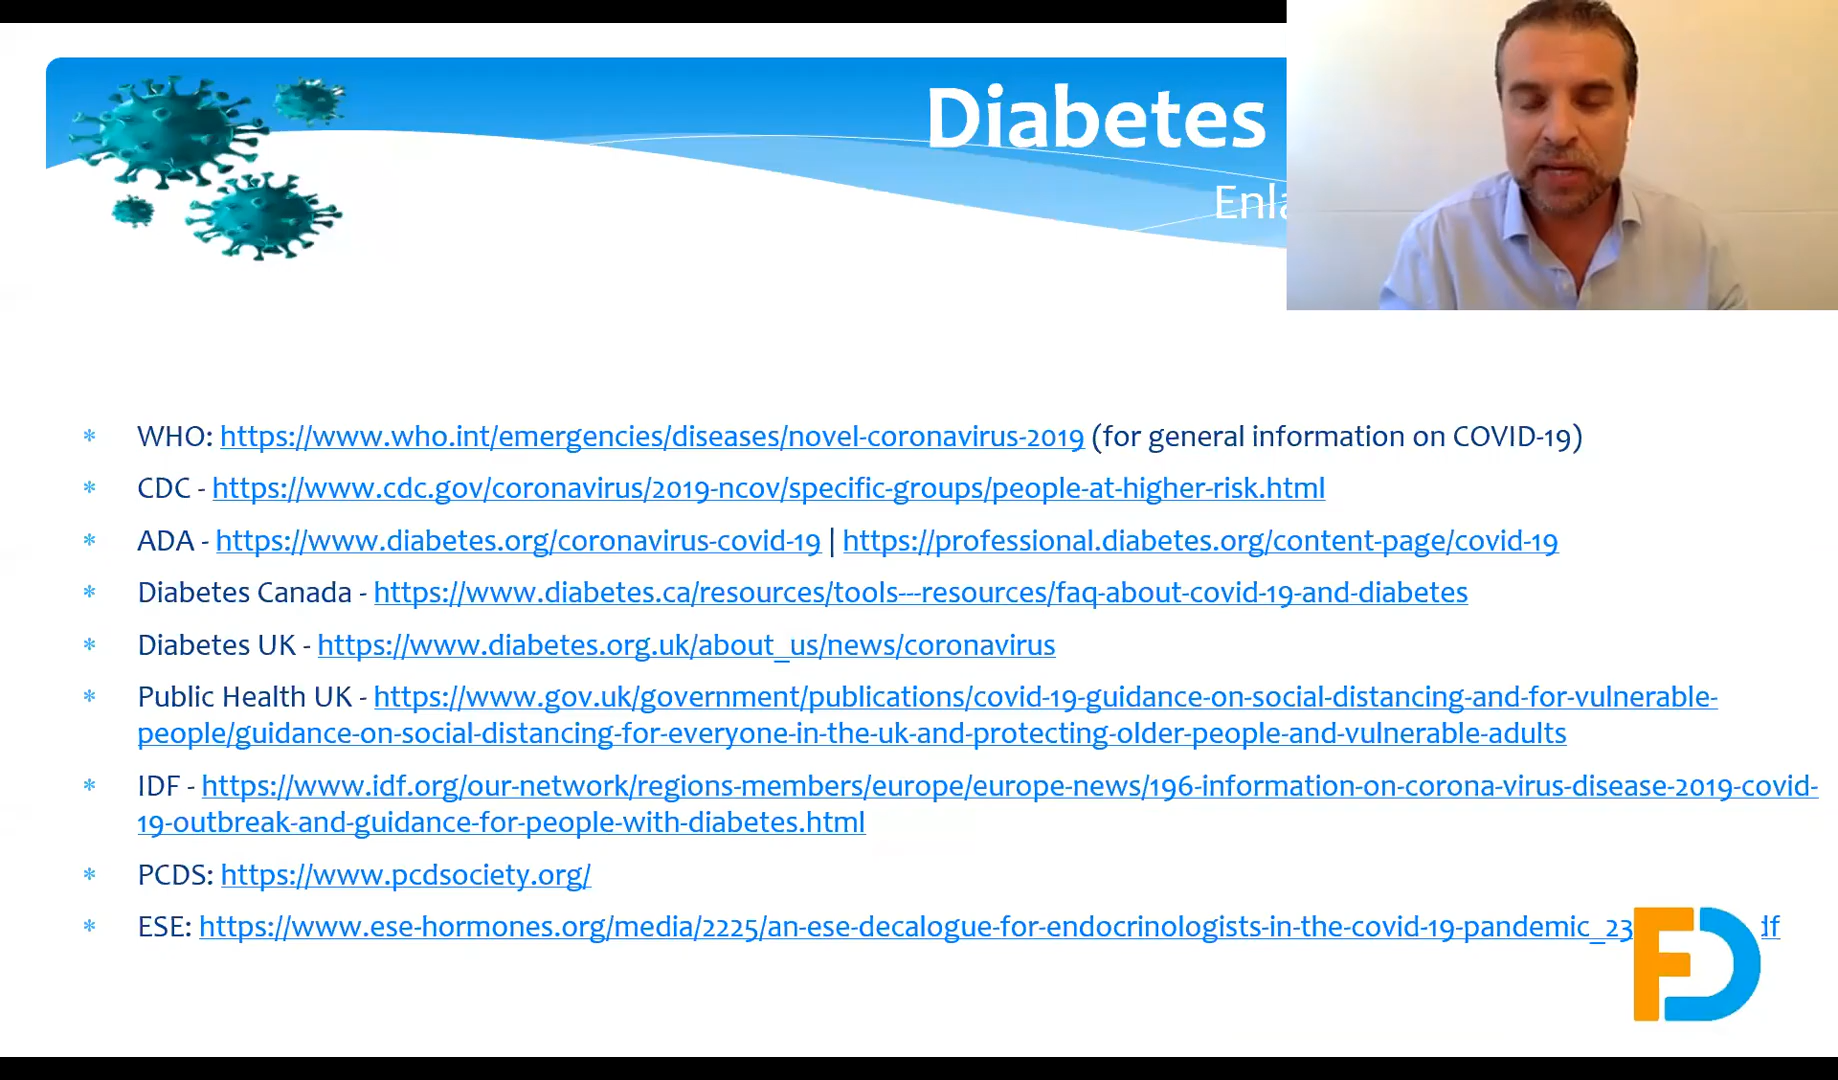 Diabetes
WHO: https://www.who.int/emergencies/diseases/novel-coronavirus-2019 (for general information on COVID-19)
CDC - https://www.cdc.gov/coronavirus/2019-ncov/specific-groups/people-at-higher-risk.html
ADA - https://www.diabetes.org/coronavirus-covid-19 | https://professional.diabetes.org/content-page/covid-19
Diabetes Canada - https://www.diabetes.ca/resources/tools---resources/faq-about-covid-19-and-diabetes
Diabetes UK - https://www.diabetes.org.uk/about_us/news/coronavirus
Public Health UK - https://www.gov.uk/government/publications/covid-19-guidance-on-social-distancing-and-for-vulnerable-
people/guidance-on-social-distancing-for-everyone-in-the-uk-and-protecting-older-people-and-vulnerable-adults
IDF - https://www.idf.org/our-network/regions-members/europe/europe-news/196-information-on-corona-virus-disease-2019-covid-
19-outbreak-and-guidance-for-people-with-diabetes.html
PCDS: https://www.pcdsociety.org/
ESE: https://www.ese-hormones.org/media/2225/an-ese-decalogue-for-endocrinologists-in-the-covid-19-pandemic_23
FD